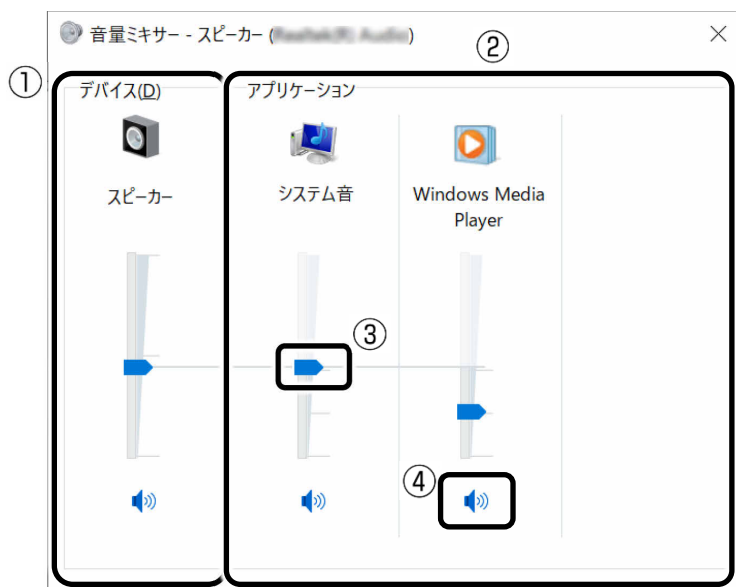 音量ミキサー - スピーカー ( )
②
①
デバイス(D)
アプリケーション
スピーカー
システム音
Windows Media
Player
③
④